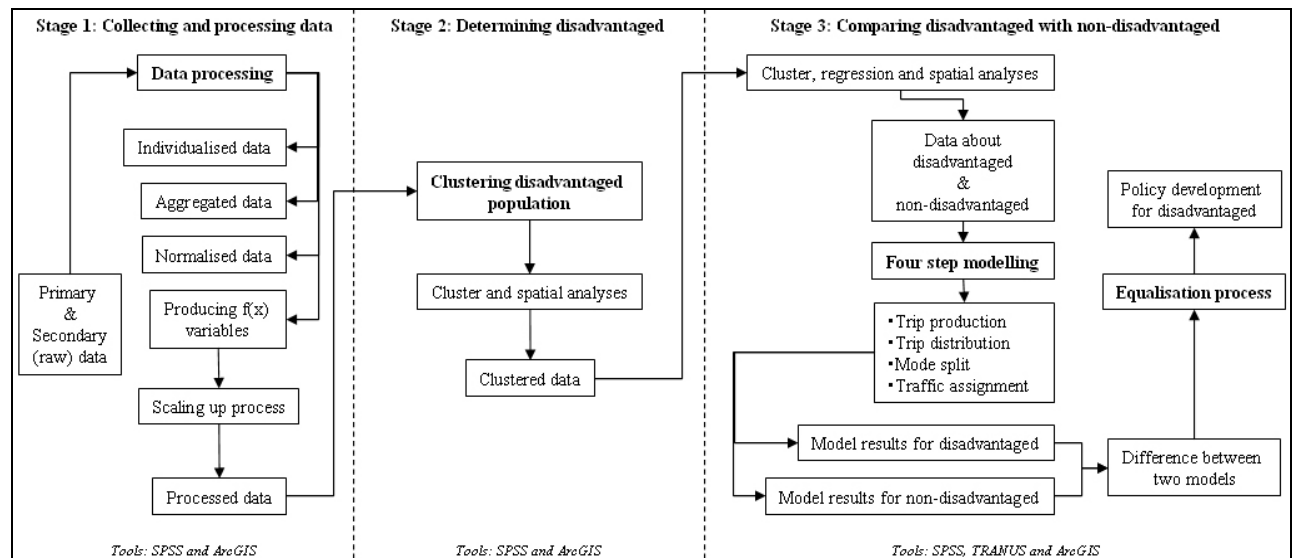 Stage 1: Collecting and processing data
Data processing
Individualised data
Aggregated data
Normalised data
Primary
&
Secondary
(raw) data
Producing f(x)
variables
Scaling up process
Processed data
Tools: SPSS and ArcGIS
Stage 2: Determining disadvantaged
Clustering disadvantaged
population
Cluster and spatial analyses
Clustered data
Tools: SPSS and ArcGIS
Stage 3: Comparing disadvantaged with non-disadvantaged
Cluster, regression and spatial analyses
Data about
disadvantaged
&
non-disadvantaged
Four step modelling
▪Trip production
▪Trip distribution
▪Mode split
▪Traffic assignment
Model results for disadvantaged
Model results for non-disadvantaged
Difference between
two models
Equalisation process
Policy development
for disadvantaged
Tools: SPSS, TRANUS and ArcGIS